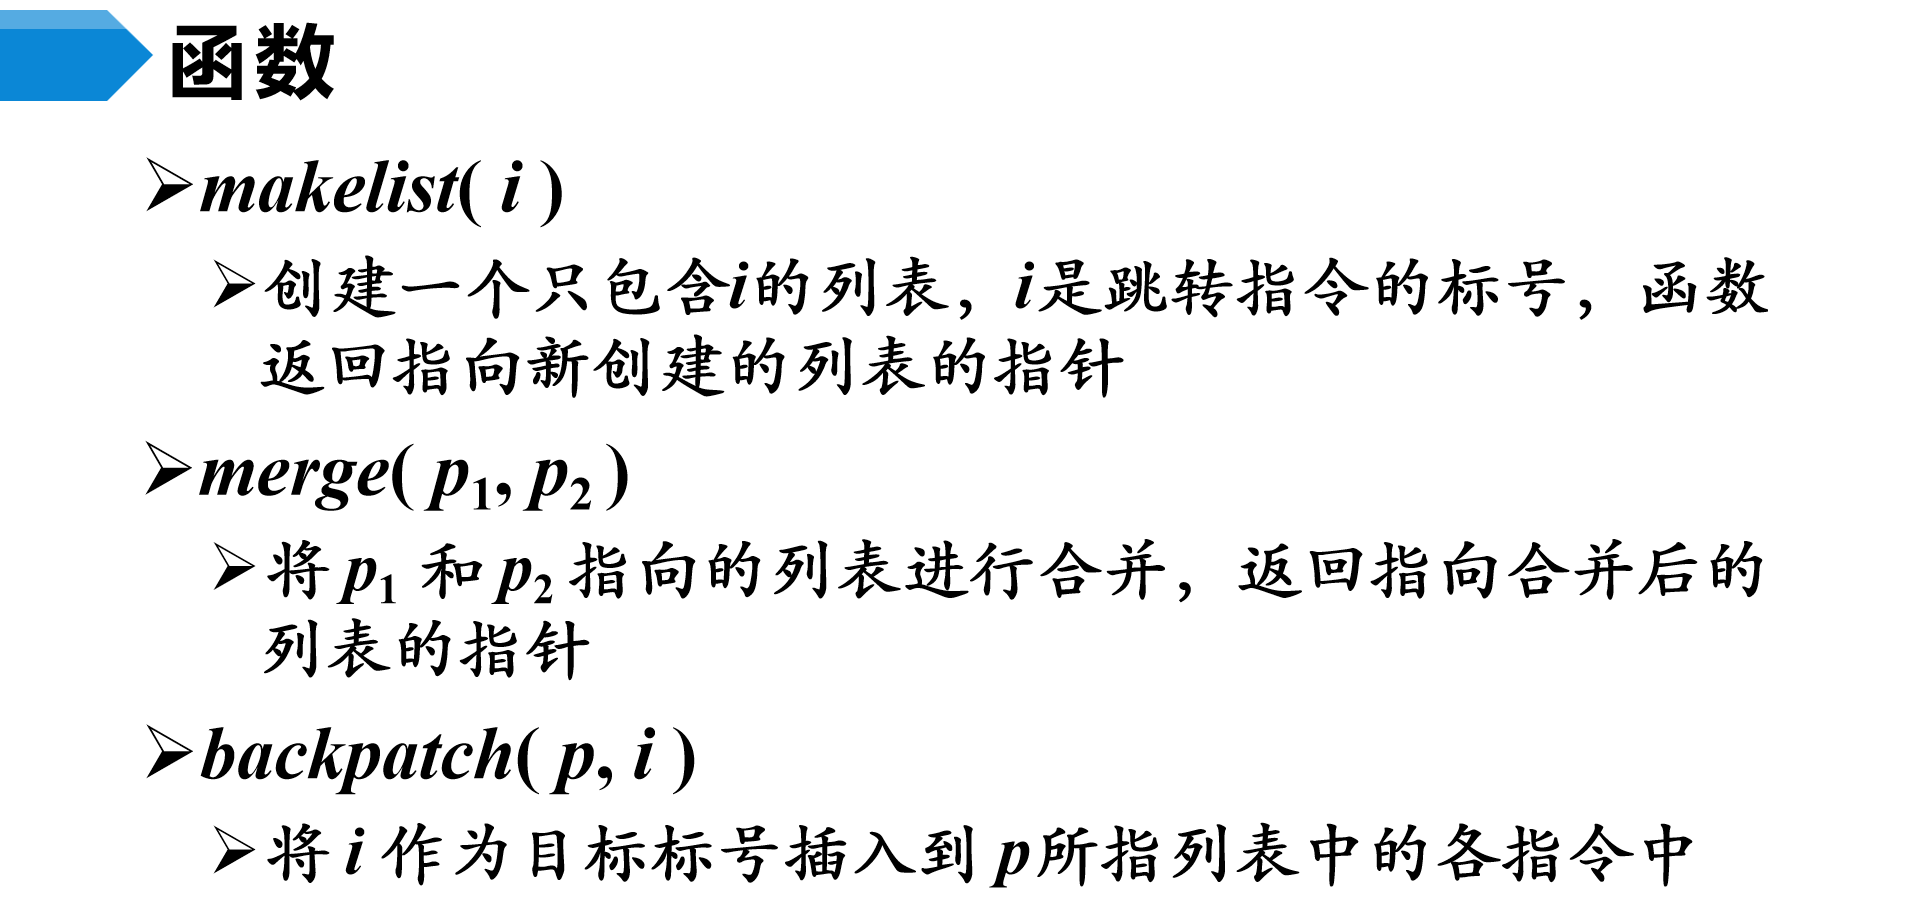 函数
➢makelist( i )
➢创建一个只包含i的列表，i是跳转指令的标号，函数
返回指向新创建的列表的指针
➢merge( p₁, p₂ )
➢将 p₁ 和 p₂ 指向的列表进行合并，返回指向合并后的
列表的指针
➢backpatch( p, i )
➢将 i 作为目标标号插入到 p所指列表中的各指令中